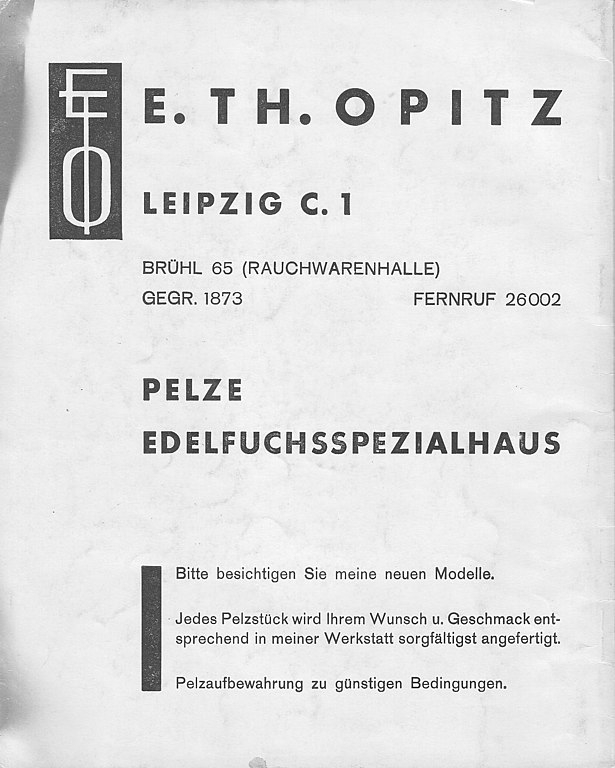 ETO
E. TH. OPITZ
LEIPZIG C. 1
BRÜHL 65 (RAUCHWARENHALLE)
GEGR. 1873 FERNRUF 26002
PELZE
EDELFUCHSSPEZIALHAUS
Bitte besichtigen Sie meine neuen Modelle.
Jedes Pelzstück wird Ihrem Wunsch u. Geschmack ent-
sprechend in meiner Werkstatt sorgfältigst angefertigt.
Pelzaufbewahrung zu günstigen Bedingungen.